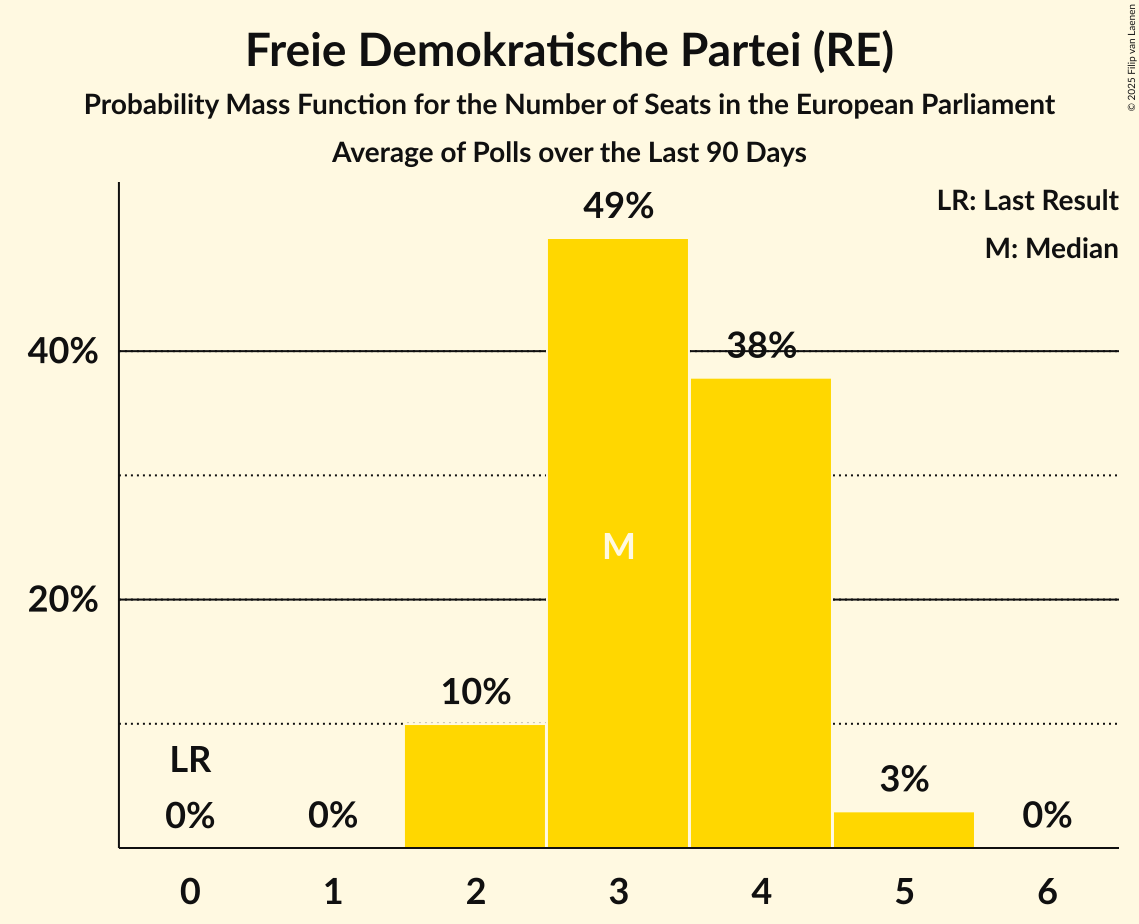 Freie Demokratische Partei (RE)
Probability Mass Function for the Number of Seats in the European Parliament
Average of Polls over the Last 90 Days
© 2025 Filip van Laenen
LR: Last Result
M: Median
49%
40%
38%
M
20%
10%
LR
0%
0%
3%
0%
0 1 2 3 4 5 6